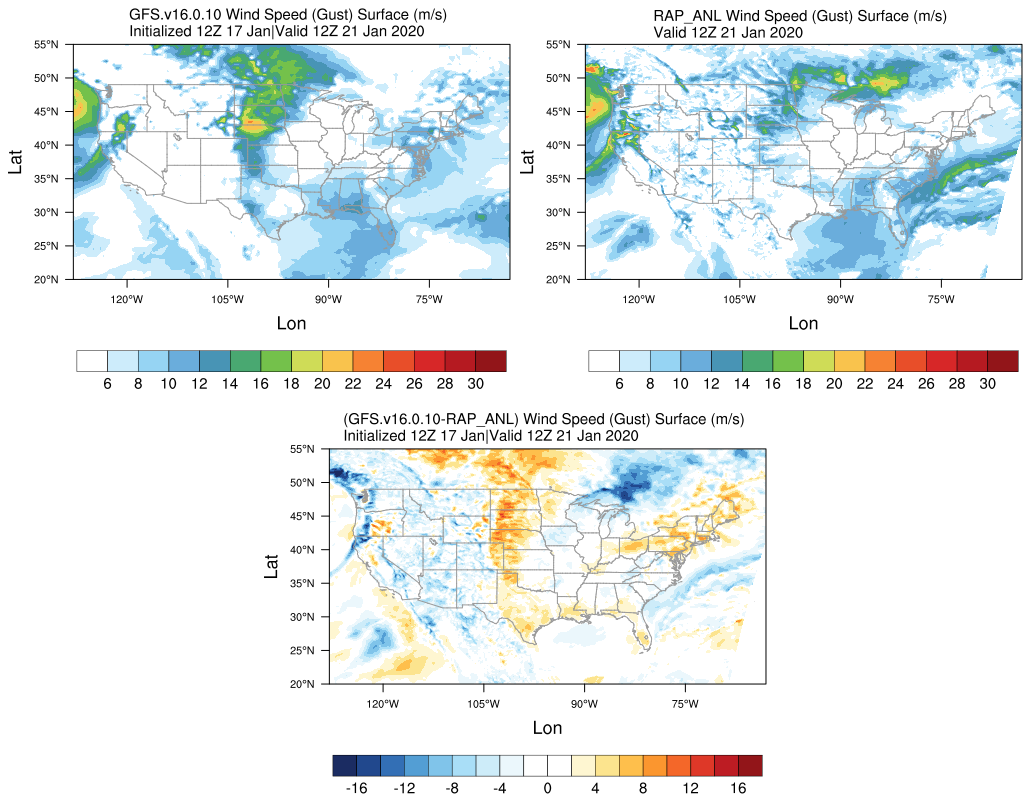 GFS.v16.0.10 Wind Speed (Gust) Surface (m/s)
Initialized 12Z 17 Jan|Valid 12Z 21 Jan 2020
55°N
50°N
45°N
40°N
35°N
30°N
25°N
20°N
Lat
120°W 105°W 90°W 75°W
Lon
6 8 10 12 14 16 18 20 22 24 26 28 30
RAP_ANL Wind Speed (Gust) Surface (m/s)
Valid 12Z 21 Jan 2020
55°N
50°N
45°N
40°N
35°N
30°N
25°N
20°N
Lat
120°W 105°W 90°W 75°W
Lon
6 8 10 12 14 16 18 20 22 24 26 28 30
(GFS.v16.0.10-RAP_ANL) Wind Speed (Gust) Surface (m/s)
Initialized 12Z 17 Jan|Valid 12Z 21 Jan 2020
55°N
50°N
45°N
40°N
35°N
30°N
25°N
20°N
Lat
120°W 105°W 90°W 75°W
Lon
-16 -12 -8 -4 0 4 8 12 16